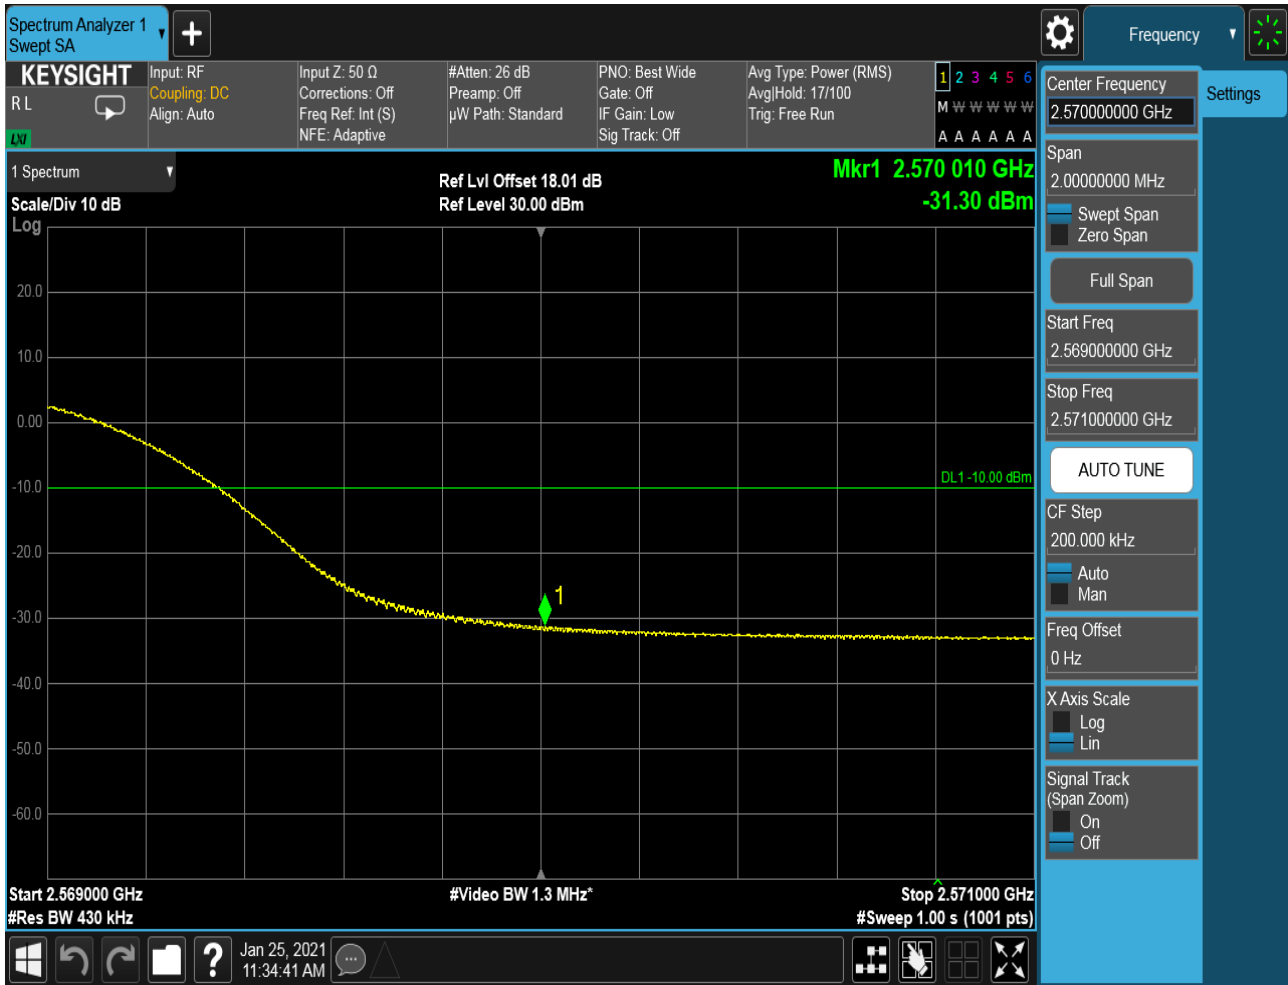 Spectrum Analyzer 1
Swept SA
Frequency
KEYSIGHT
R L
LXI
Input: RF
Coupling: DC
Align: Auto
Input Z: 50 Ω
Corrections: Off
Freq Ref: Int (S)
NFE: Adaptive
#Atten: 26 dB
Preamp: Off
µW Path: Standard
PNO: Best Wide
Gate: Off
IF Gain: Low
Sig Track: Off
Avg Type: Power (RMS)
Avg|Hold: 17/100
Trig: Free Run
1 2 3 4 5 6
M W W W W W
A A A A A A
1 Spectrum
Scale/Div 10 dB
Log
Ref Lvl Offset 18.01 dB
Ref Level 30.00 dBm
Mkr1 2.570 010 GHz
-31.30 dBm
20.0
10.0
0.00
-10.0
-20.0
-30.0
-40.0
-50.0
-60.0
DL1 -10.00 dBm
1
Start 2.569000 GHz
#Res BW 430 kHz
#Video BW 1.3 MHz*
Stop 2.571000 GHz
#Sweep 1.00 s (1001 pts)
Jan 25, 2021
11:34:41 AM
Center Frequency
2.570000000 GHz
Settings
Span
2.00000000 MHz
Swept Span
Zero Span
Full Span
Start Freq
2.569000000 GHz
Stop Freq
2.571000000 GHz
AUTO TUNE
CF Step
200.000 kHz
Auto
Man
Freq Offset
0 Hz
X Axis Scale
Log
Lin
Signal Track
(Span Zoom)
On
Off